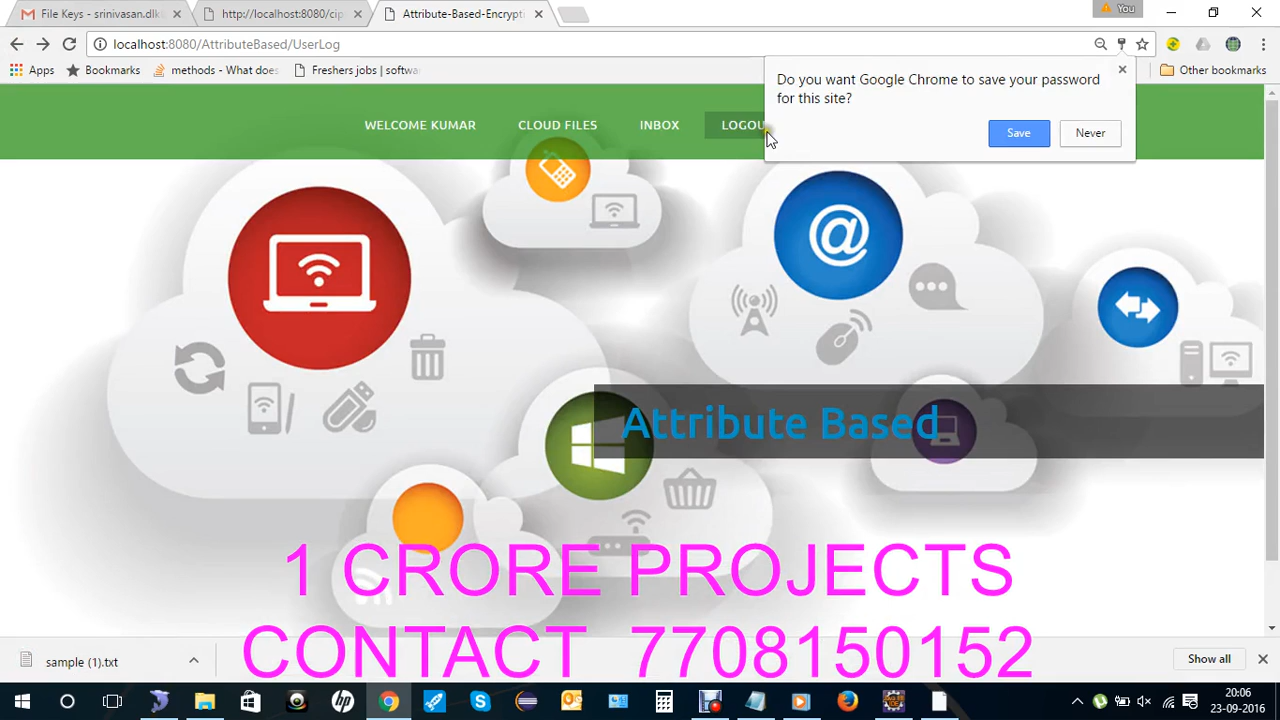 File Keys - srinivasan.dlk
http://localhost:8080/cip
Attribute-Based-Encrypti
You
localhost:8080/AttributeBased/UserLog
Apps
Bookmarks
methods - What does
Freshers jobj | softwa
Other bookmarks
Do you want Google Chrome to save your password
for this site?
Save
Never
WELCOME KUMAR
CLOUD FILES
INBOX
LOGOU
Attribute Based
1 CRORE PROJECTS
CONTACT 7708150152
sample (1).txt
Show all
20:06
23-09-2016